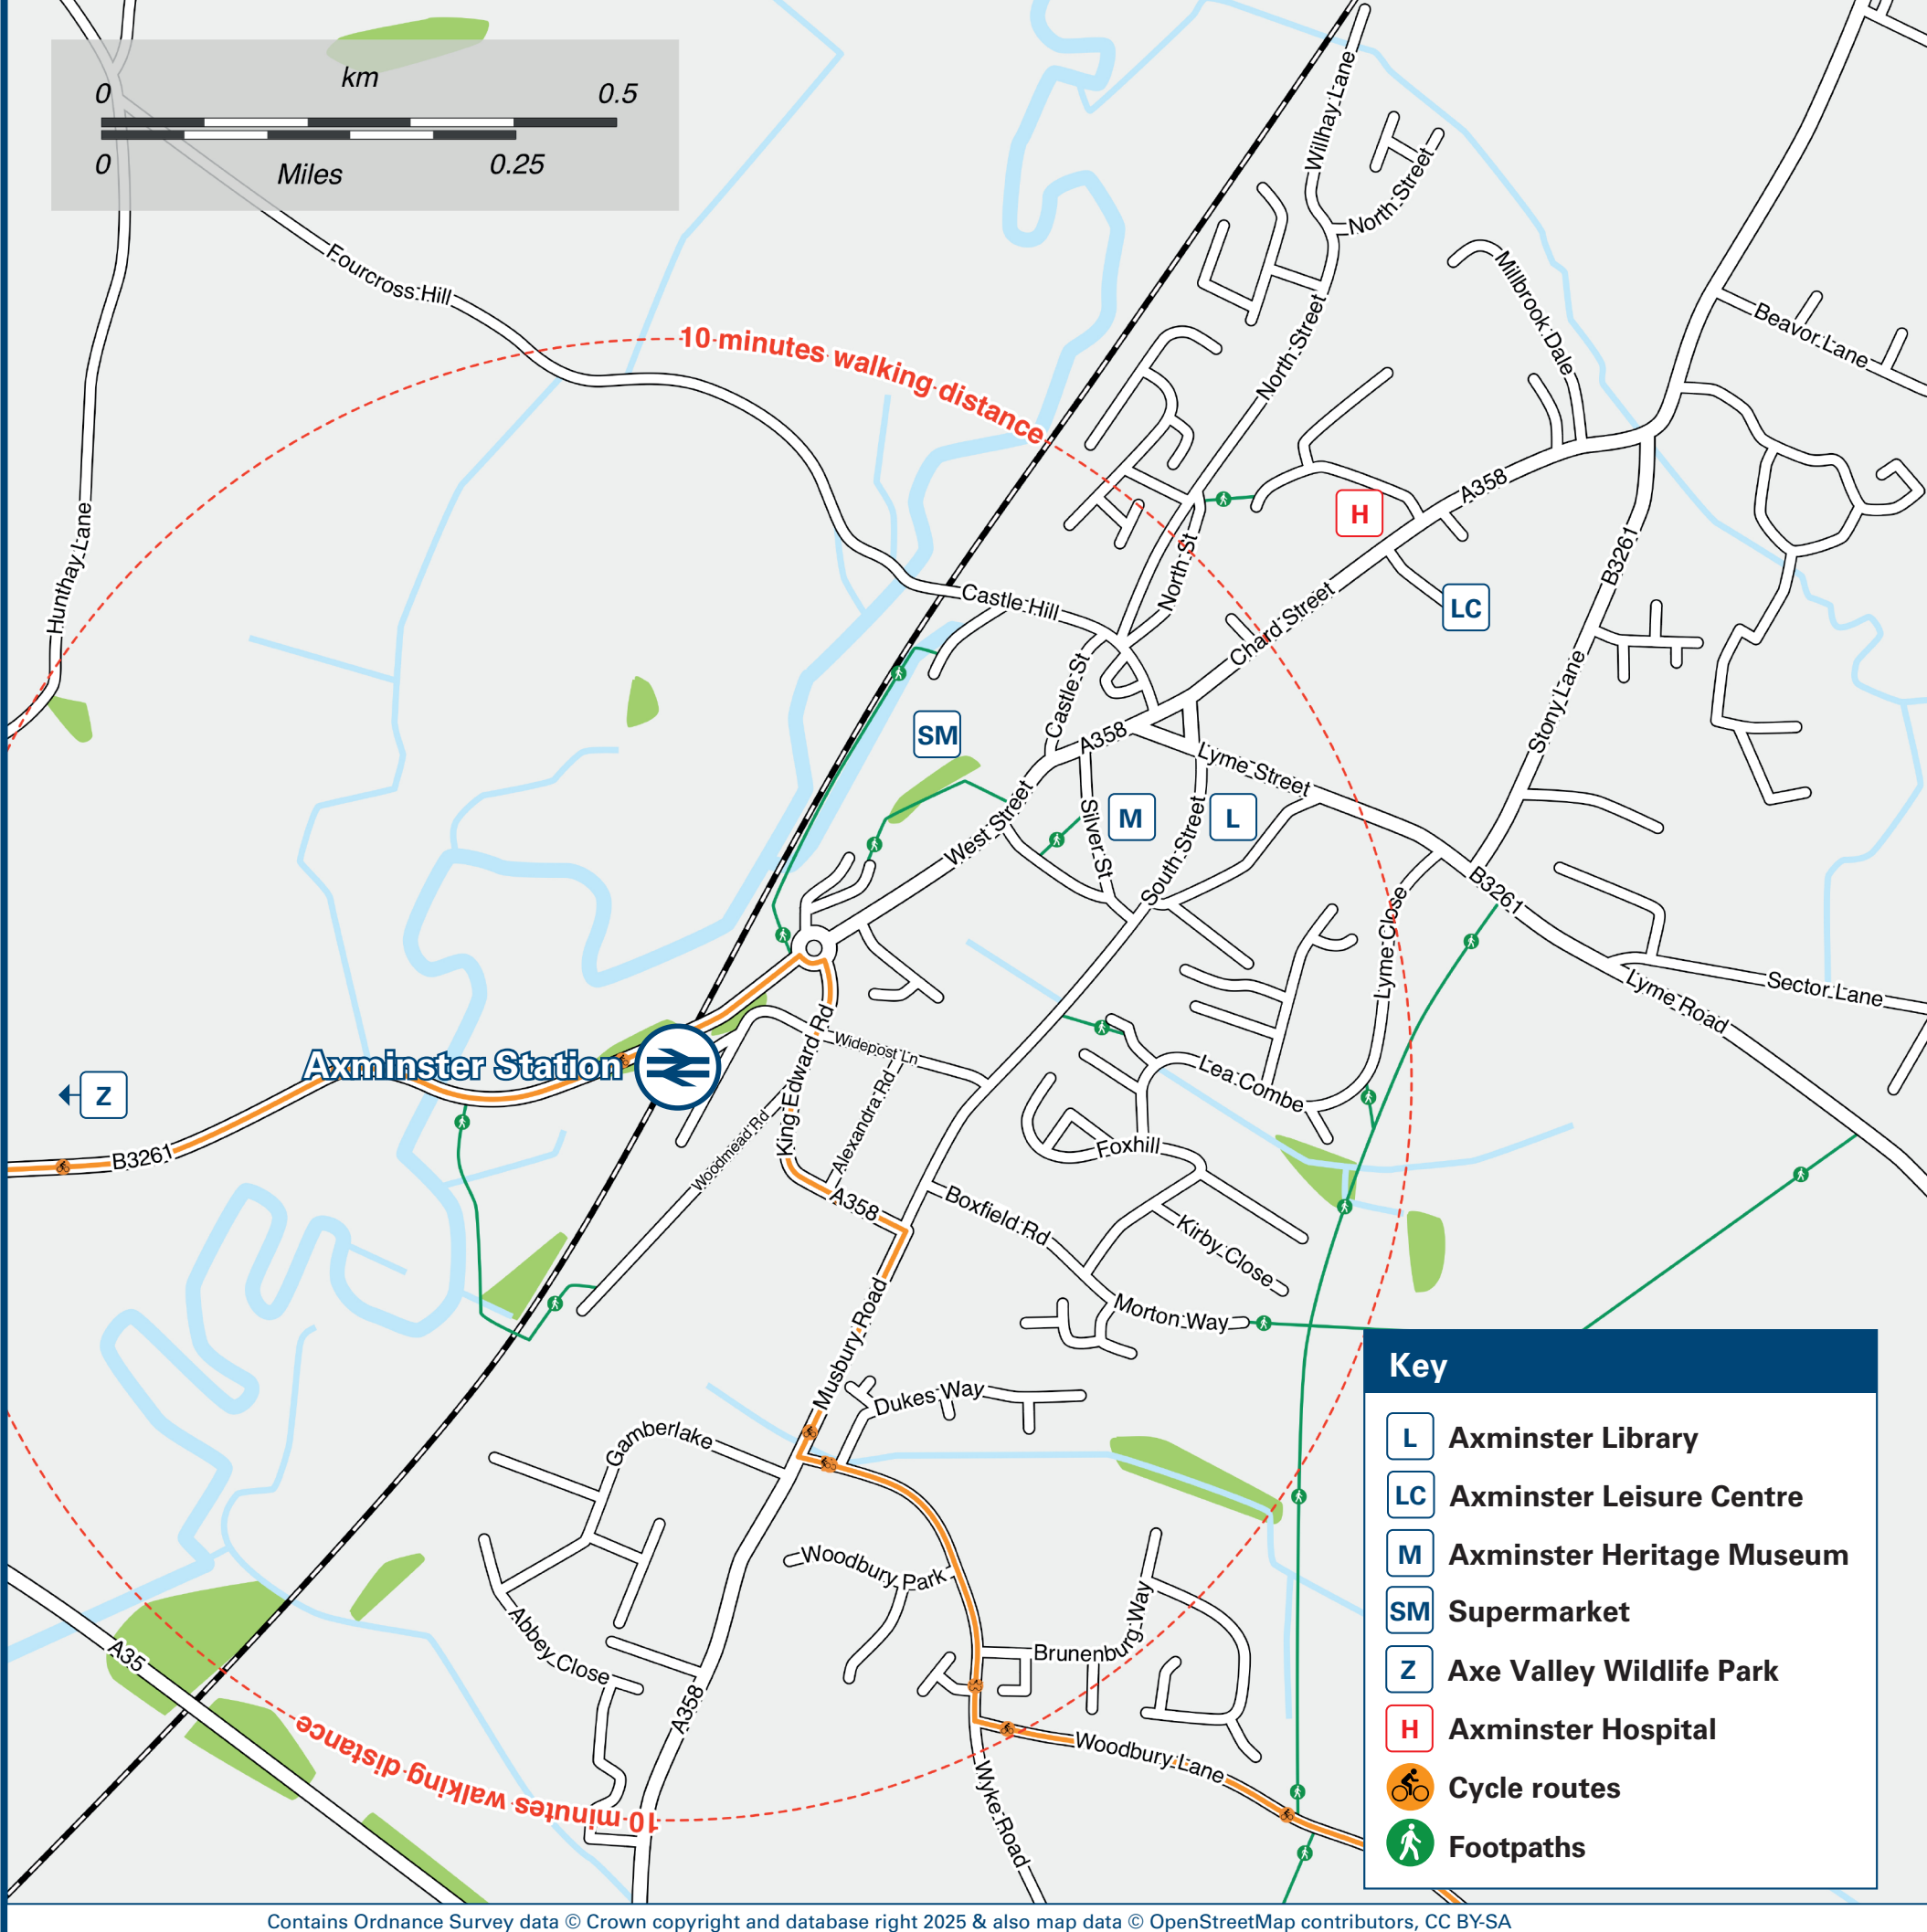 km
0 0.5
0 0.25
Miles
Willhay Lane
North Street
Fourcross Hill
Millbrook Dale
Beavor Lane
10 minutes walking distance
North Street
A358
H
Hunthay Lane
North St
B3261
Castle Hill
Chard Street
LC
Castle St
SM
A358
Stony Lane
Lyme Street
West Street
Silver St
M
L
South Street
B3261
Lyme Close
Sector Lane
Lyme Road
King Edward Rd
Widepost Ln
Axminster Station
Alexandra Rd
Lea Combe
Z
Woodmead Rd
B3261
Foxhill
A358
Boxfield Rd
Kirby Close
Morton Way
Musbury Road
Dukes Way
Gamberlake
Woodbury Park
Abbey Close
Brunenburg Way
A35
A358
10 minutes walking distance
Woodbury Lane
Wyke Road
Key
L Axminster Library
LC Axminster Leisure Centre
M Axminster Heritage Museum
SM Supermarket
Z Axe Valley Wildlife Park
H Axminster Hospital
Cycle routes
Footpaths
Contains Ordnance Survey data © Crown copyright and database right 2025 & also map data © OpenStreetMap contributors, CC BY-SA